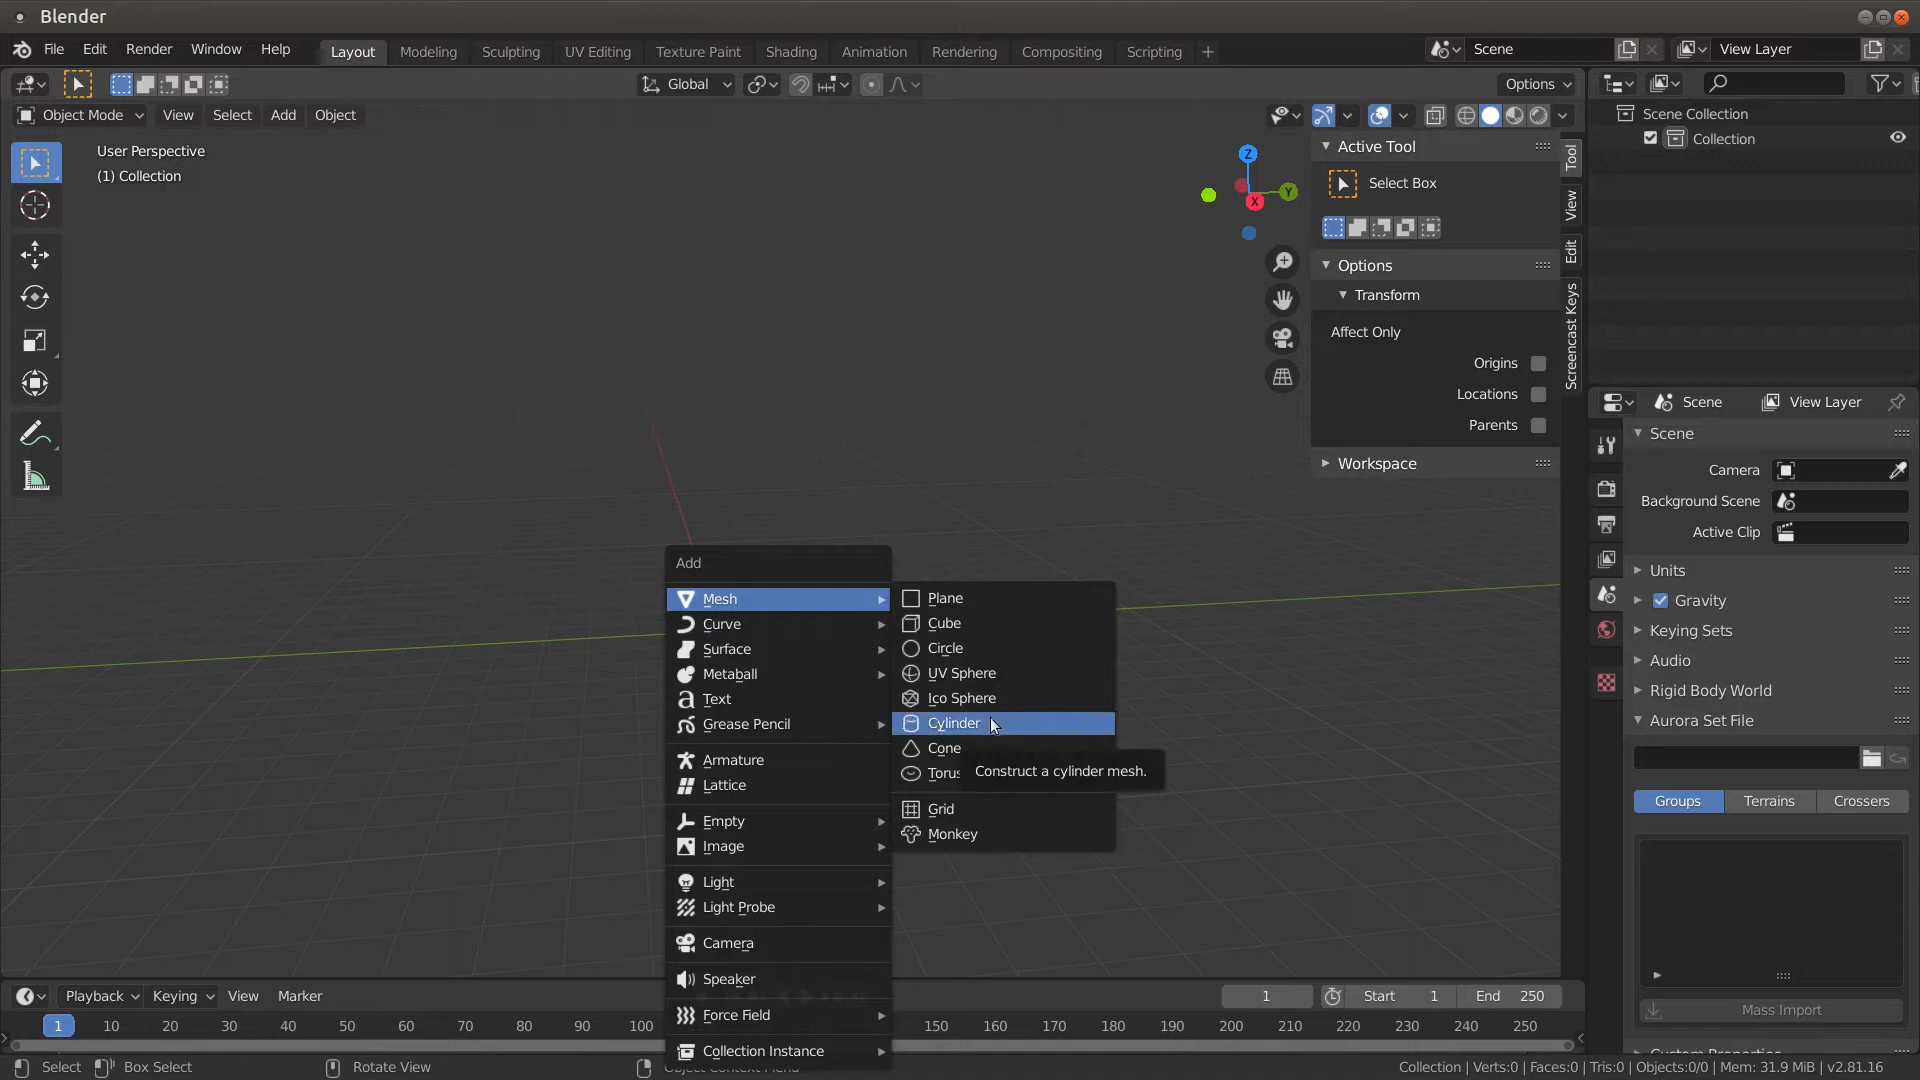 Blender
File Edit Render Window Help Layout Modeling Sculpting UV Editing Texture Paint Shading Animation Rendering Compositing Scripting + Scene View Layer
Global Options
Object Mode View Select Add Object
User Perspective
(1) Collection
Z
Y
X
Active Tool
Select Box
Options
Transform
Affect Only
Origins
Locations
Parents
Workspace
Tool
View
Edit
Screencast Keys
Scene Collection
Collection
Scene View Layer
Scene
Camera
Background Scene
Active Clip
Units
Gravity
Keying Sets
Audio
Rigid Body World
Aurora Set File
Groups Terrains Crossers
Mass Import
Add
Mesh
Curve
Surface
Metaball
Text
Grease Pencil
Armature
Lattice
Empty
Image
Light
Light Probe
Camera
Speaker
Force Field
Collection Instance
Plane
Cube
Circle
UV Sphere
Ico Sphere
Cylinder
Cone
Construct a cylinder mesh.
Grid
Monkey
Playback Keying View Marker 1 Start 1 End 250
1 10 20 30 40 50 60 70 80 90 100 150 160 170 180 190 200 210 220 230 240 250
Select Box Select Rotate View Collection | Verts:0 | Faces:0 | Tris:0 | Objects:0/0 | Mem: 31.9 MiB | v2.81.16